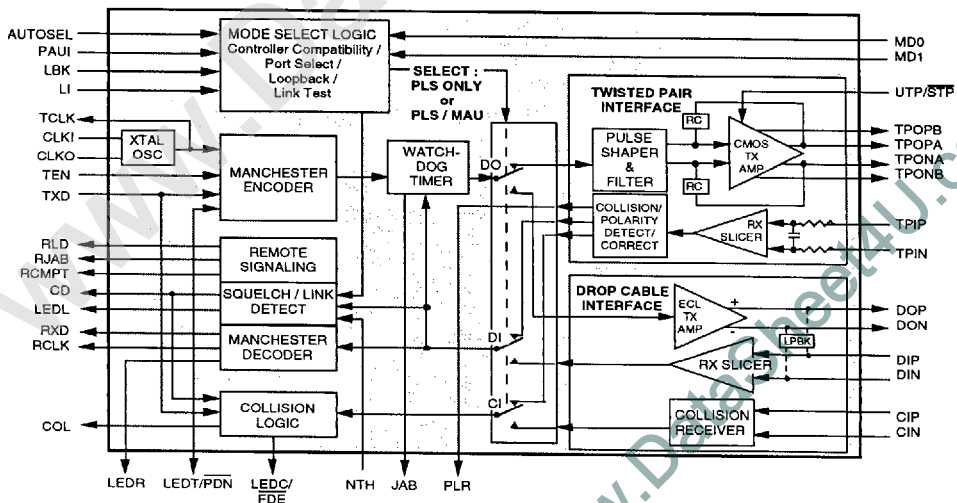 AUTOSEL
PAUI
LBK
LI
TCLK
CLKI
CLKO
TEN
TXD
RLD
RJAB
RCMPT
CD
LEDL
RXD
RCLK
COL
MODE SELECT LOGIC
Controller Compatibility /
Port Select /
Loopback /
Link Test
XTAL
OSC
MANCHESTER
ENCODER
WATCH-
DOG
TIMER
REMOTE
SIGNALING
SQUELCH / LINK
DETECT
MANCHESTER
DECODER
COLLISION
LOGIC
SELECT :
PLS ONLY
or
PLS / MAU
DO
DI
CI
TWISTED PAIR
INTERFACE
PULSE
SHAPER
&
FILTER
RC
RC
CMOS
TX
AMP
COLLISION/
POLARITY
DETECT/
CORRECT
RX
SLICER
DROP CABLE
INTERFACE
ECL
TX
AMP
+
-
LPBK
RX SLICER
COLLISION
RECEIVER
MD0
MD1
UTP/STP
TPOPB
TPOPA
TPONA
TPONB
TPIP
TPIN
DOP
DON
DIP
DIN
CIP
CIN
LEDR
LEDT/PDN
LEDC/
FDE
NTH
JAB
PLR
www.DataSheet4U.com